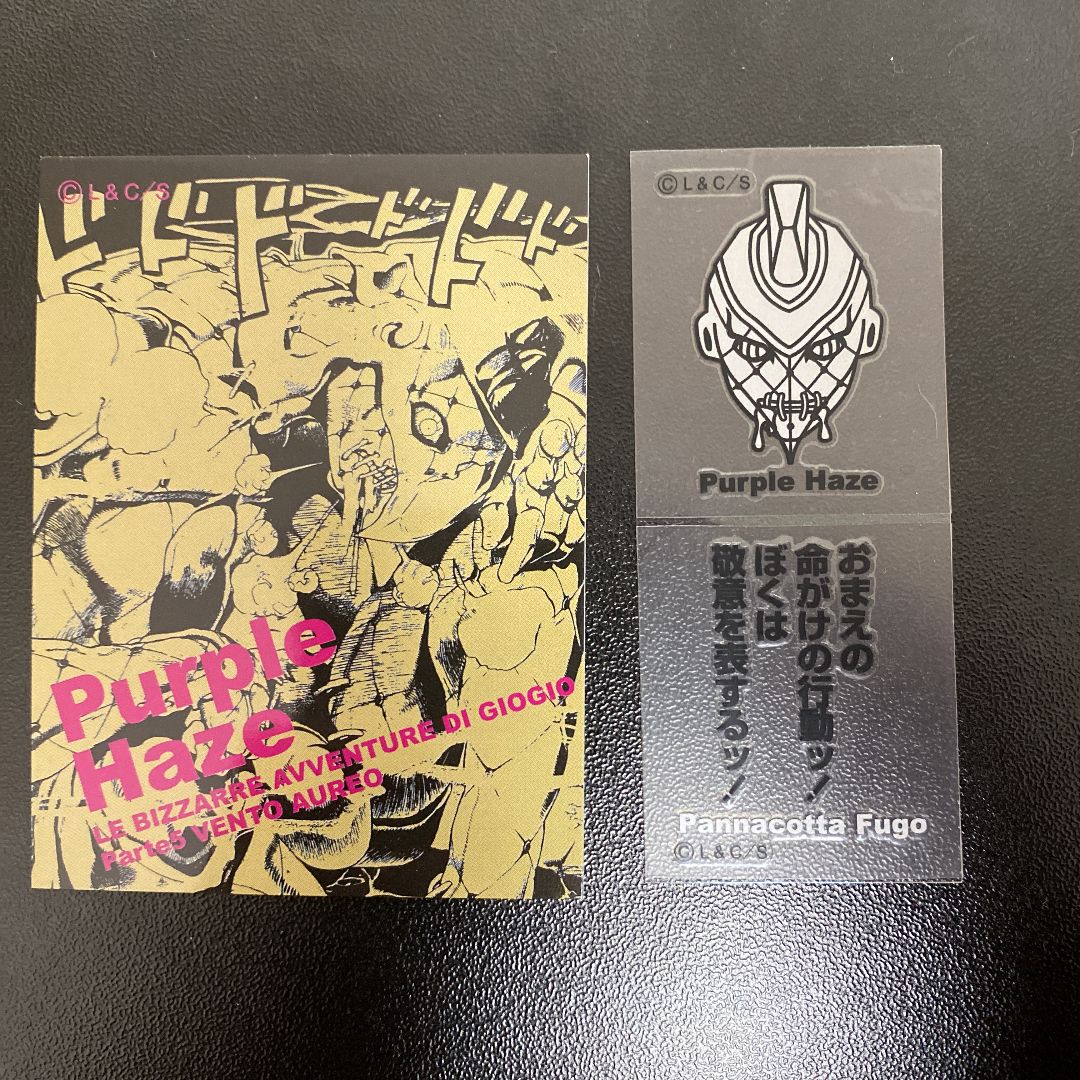 © L & C/S
ドドドドドド
Purple
Haze
LE BIZZARRE AVVENTURE DI GIOGIO
Parte5 VENTO AUREO
© L & C/S
Purple Haze
おまえの
命がけの行動ッ！
ぼくは
敬意を表するッ！
Pannacotta Fugo
© L & C/S